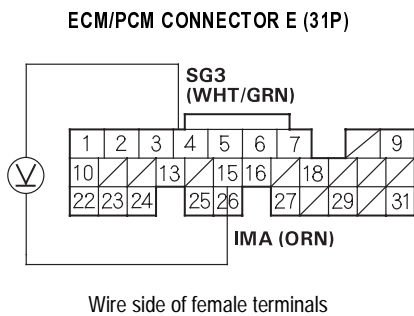 ECM/PCM CONNECTOR E (31P)
SG3
(WHT/GRN)
1 2 3 4 5 6 7 9
10 13 15 16 18
22 23 24 25 26 27 29 31
V
IMA (ORN)
Wire side of female terminals